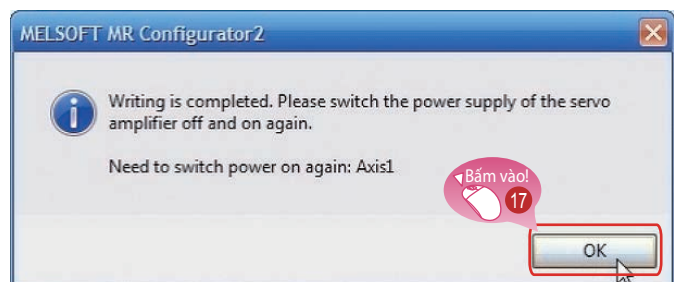 MELSOFT MR Configurator2
Writing is completed. Please switch the power supply of the servo
amplifier off and on again.
Need to switch power on again: Axis1
Bấm vào!
17
OK